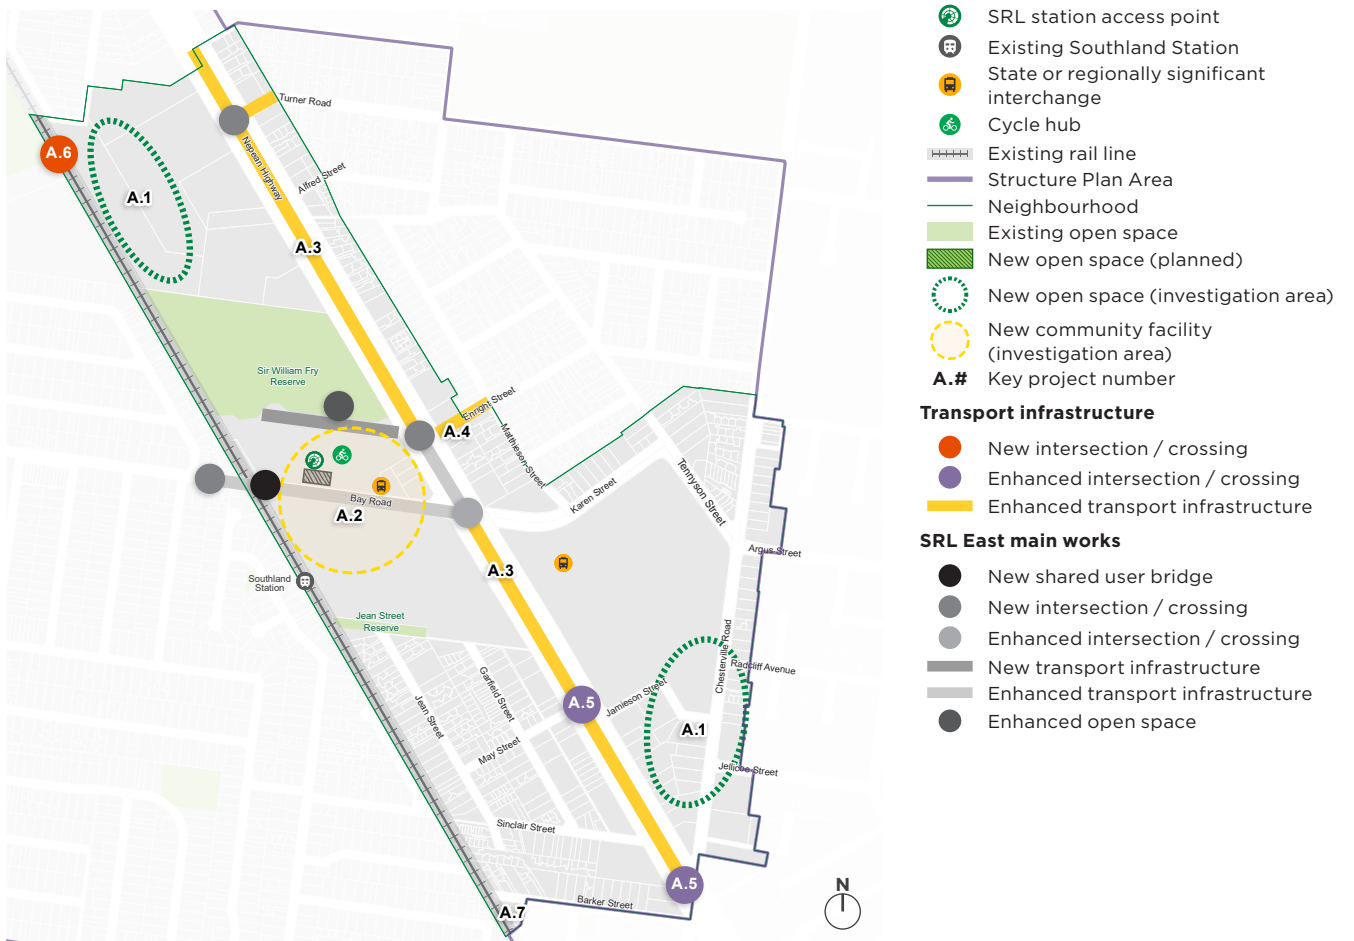 SRL station access point
Existing Southland Station
State or regionally significant
interchange
Cycle hub
Existing rail line
Structure Plan Area
Neighbourhood
Existing open space
New open space (planned)
New open space (investigation area)
New community facility
(investigation area)
A.# Key project number
Transport infrastructure
New intersection / crossing
Enhanced intersection / crossing
Enhanced transport infrastructure
SRL East main works
New shared user bridge
New intersection / crossing
Enhanced intersection / crossing
New transport infrastructure
Enhanced transport infrastructure
Enhanced open space
Turner Road
A.6
Nepean Highway
Alfred Street
A.1
A.3
Sir William Fry
Reserve
Enright Street
A.4
Matthieson Street
Tennyson Street
Karen Street
Bay Road
A.2
Argus Street
A.3
Southland
Station
Jean Street
Reserve
Chesterville Road
Radcliff Avenue
Garfield Street
Jamieson Street
Jean Street
A.5
A.1
May Street
Jellicoe Street
Sinclair Street
A.5
Barker Street
A.7
N